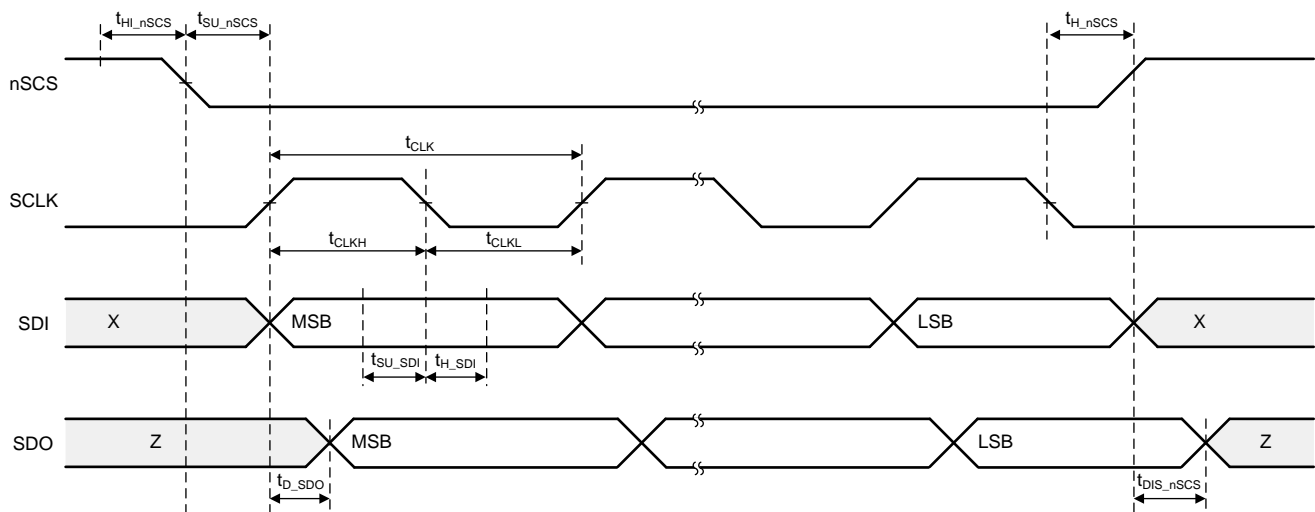 tHI_nSCS tSU_nSCS tH_nSCS
nSCS
tCLK
SCLK
tCLKH tCLKL
SDI X MSB LSB X
tSU_SDI tH_SDI
SDO Z MSB LSB Z
tD_SDO tDIS_nSCS